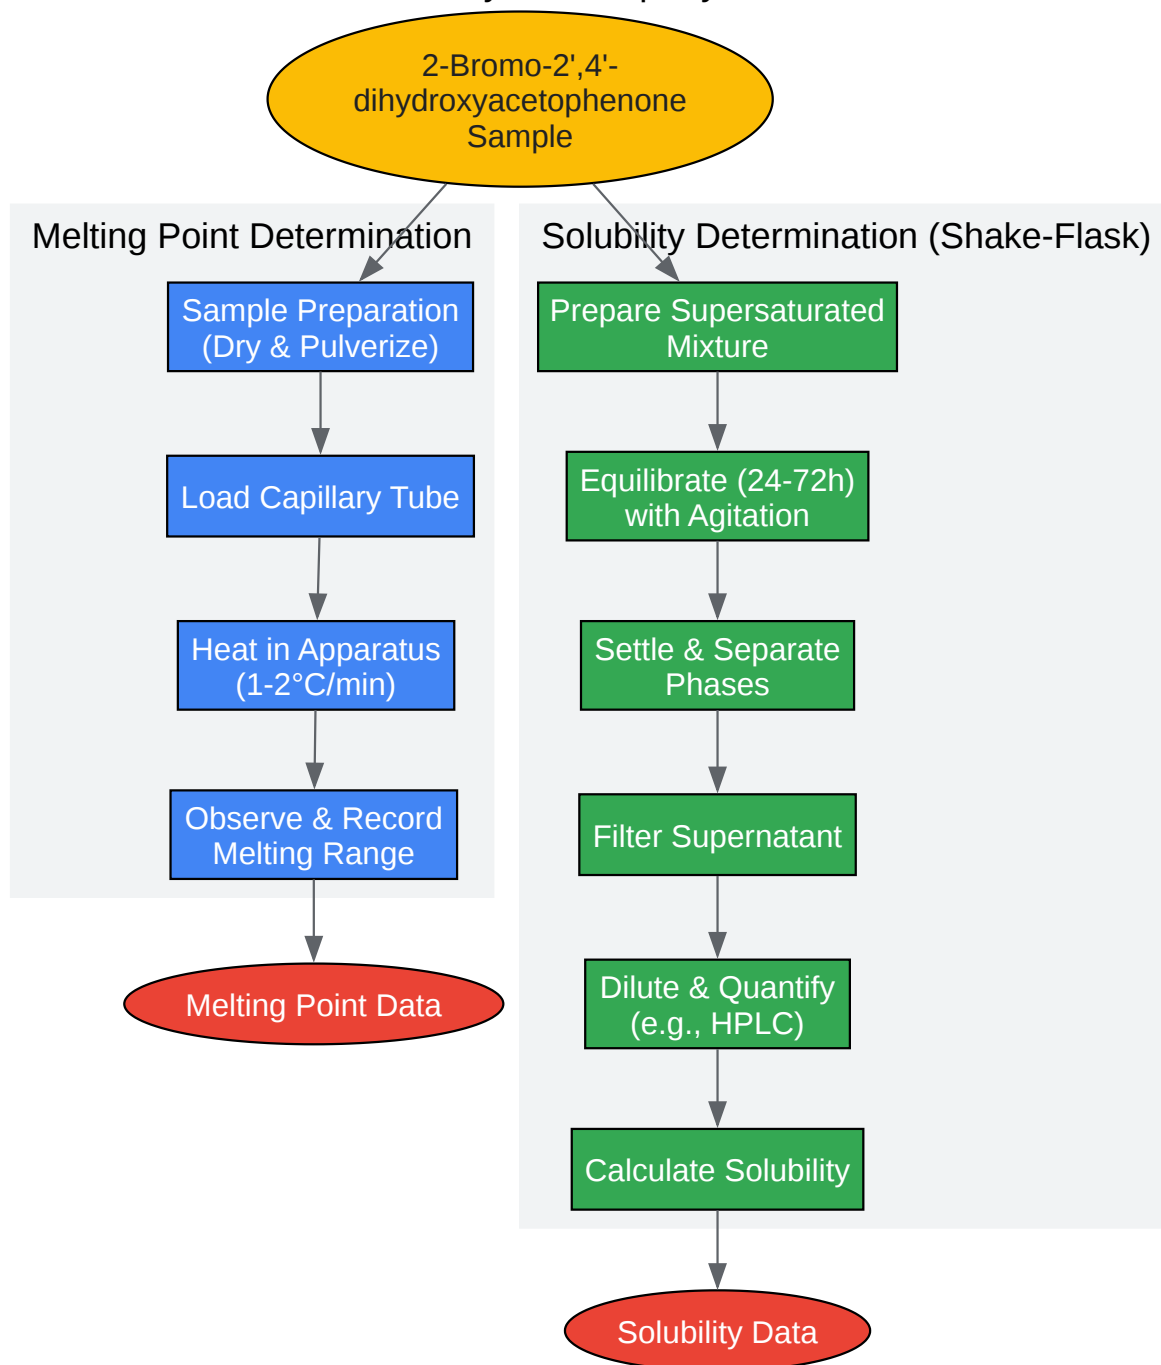 2-Bromo-2',4'-
dihydroxyacetophenone
Sample
Melting Point Determination
Sample Preparation
(Dry & Pulverize)
Load Capillary Tube
Heat in Apparatus
(1-2°C/min)
Observe & Record
Melting Range
Melting Point Data
Solubility Determination (Shake-Flask)
Prepare Supersaturated
Mixture
Equilibrate (24-72h)
with Agitation
Settle & Separate
Phases
Filter Supernatant
Dilute & Quantify
(e.g., HPLC)
Calculate Solubility
Solubility Data